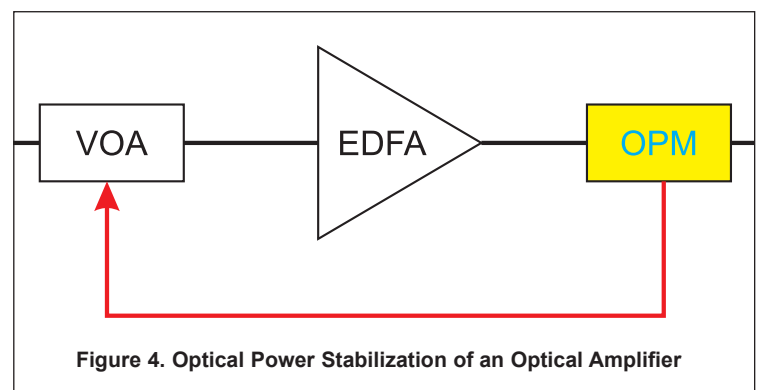 VOA
EDFA
OPM
Figure 4. Optical Power Stabilization of an Optical Amplifier